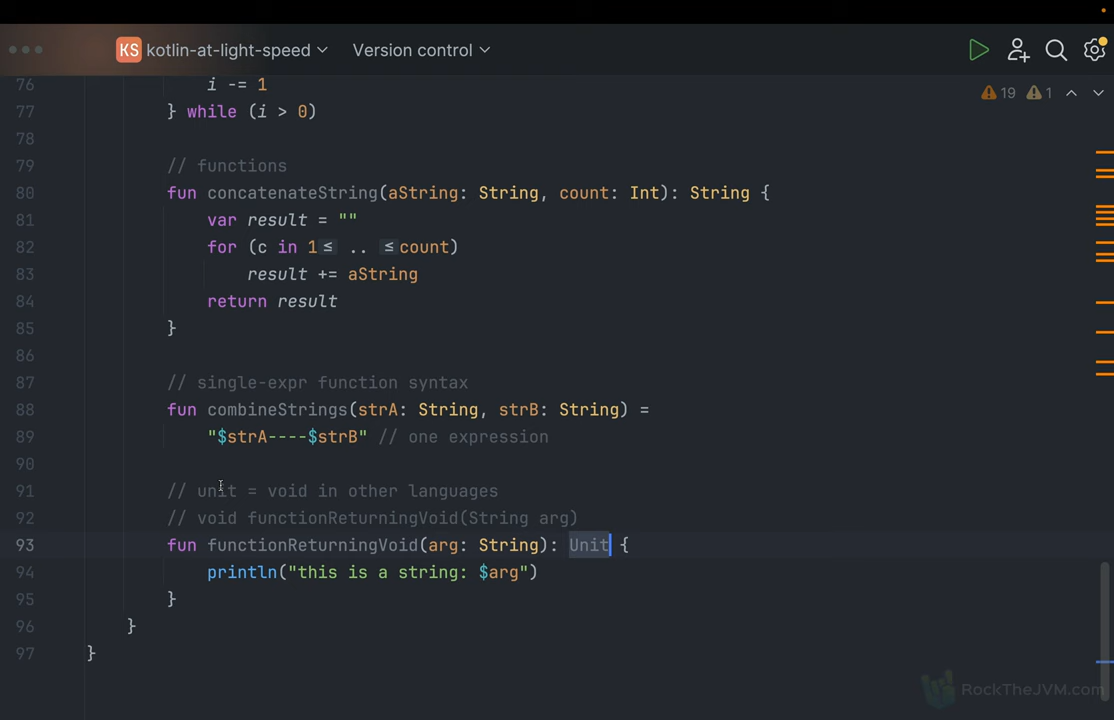 KS kotlin-at-light-speed Version control
19 1
76 i -= 1
77 } while (i > 0)
78
79 // functions
80 fun concatenateString(aString: String, count: Int): String {
81 var result = ""
82 for (c in 1≤ .. ≤count)
83 result += aString
84 return result
85 }
86
87 // single-expr function syntax
88 fun combineStrings(strA: String, strB: String) =
89 "$strA----$strB" // one expression
90
91 // unit = void in other languages
92 // void functionReturningVoid(String arg)
93 fun functionReturningVoid(arg: String): Unit {
94 println("this is a string: $arg")
95 }
96 }
97 }
RockTheJVM.com